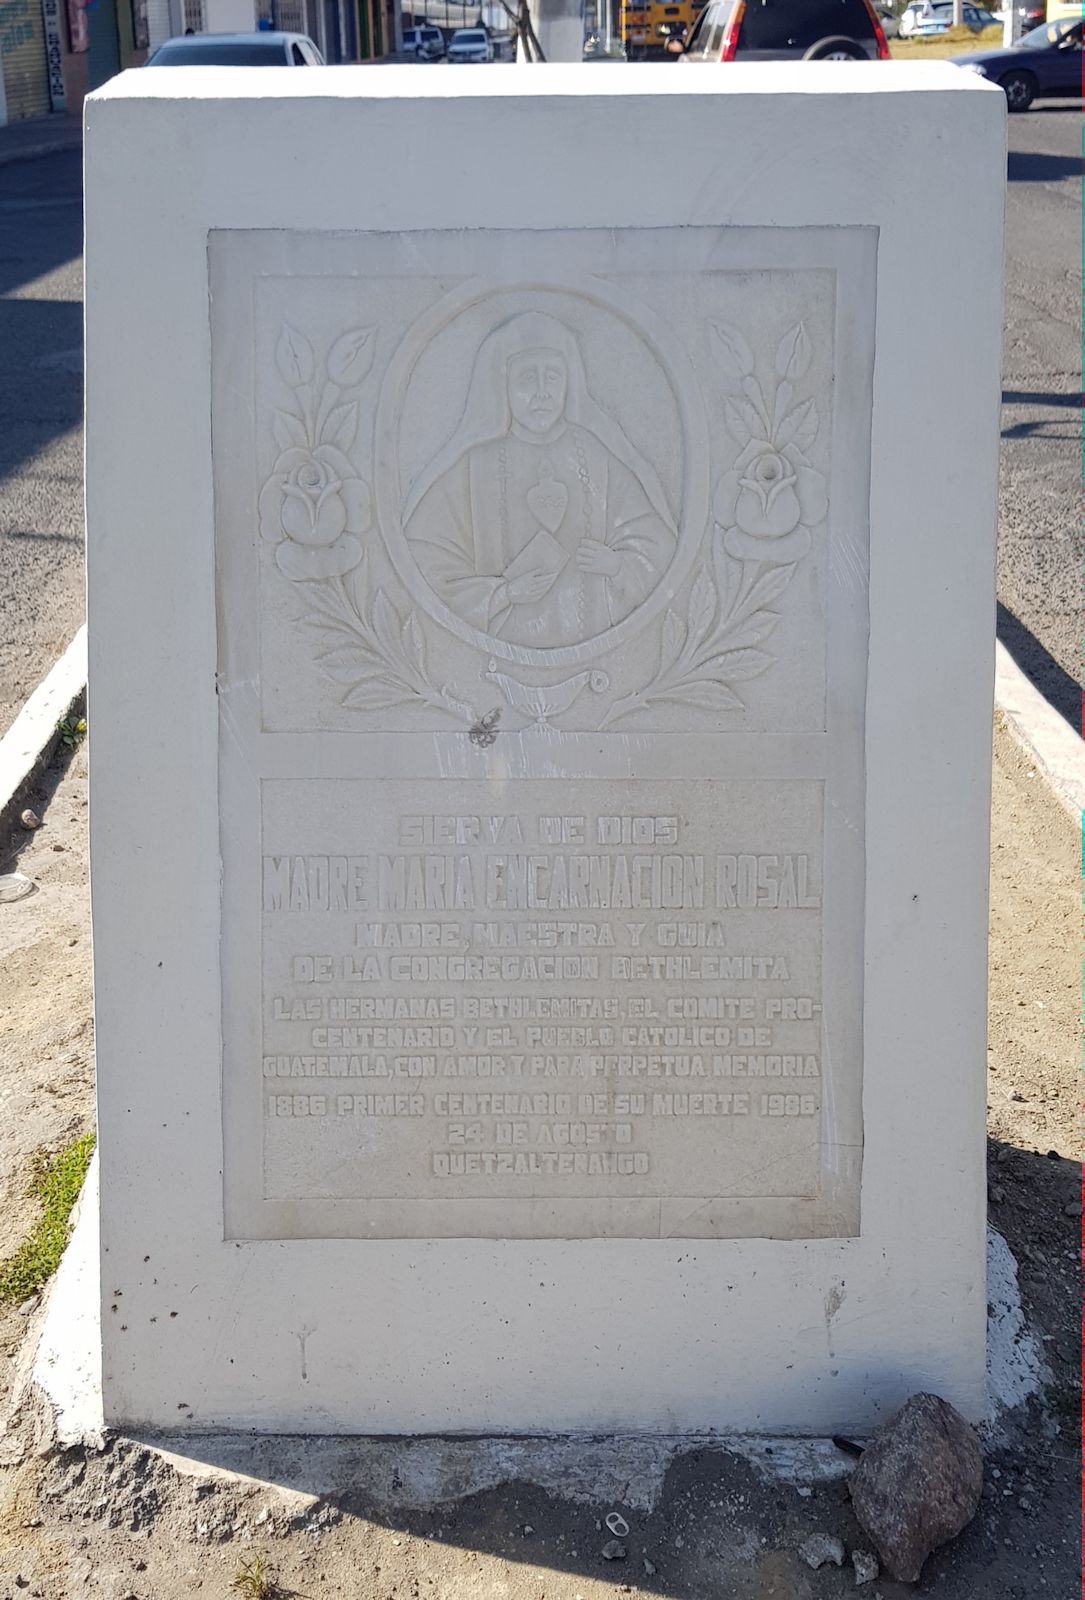 SIERVA DE DIOS
MADRE MARIA ENCARNACION ROSAL
MADRE, MAESTRA Y GUIA
DE LA CONGREGACION BETHLEMITA
LAS HERMANAS BETHLEMITAS, EL COMITE PRO-
CENTENARIO Y EL PUEBLO CATOLICO DE
GUATEMALA, CON AMOR Y PARA PERPETUA MEMORIA
1886 PRIMER CENTENARIO DE SU MUERTE 1986
24 DE AGOSTO
QUETZALTENANGO